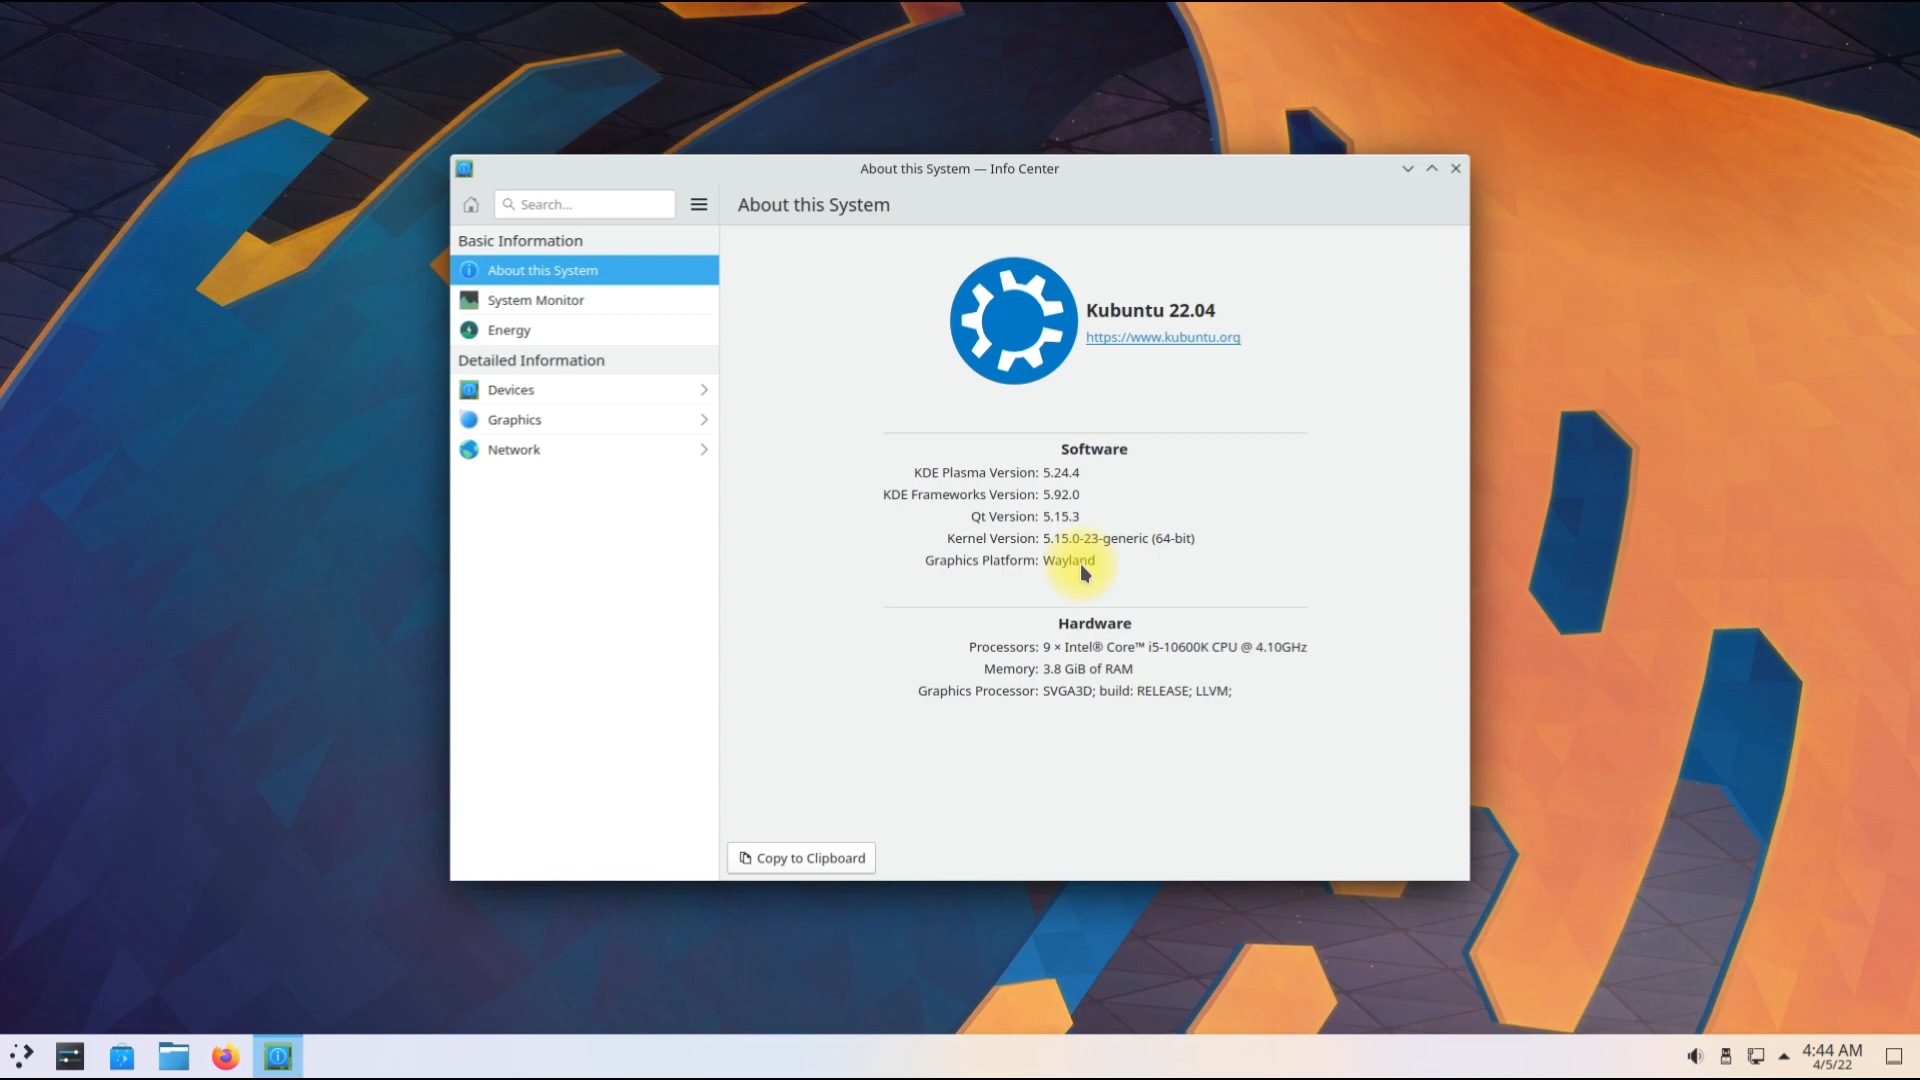 About this System — Info Center
Search...
About this System
Basic Information
About this System
System Monitor
Energy
Detailed Information
Devices
Graphics
Network
Kubuntu 22.04
https://www.kubuntu.org
Software
KDE Plasma Version: 5.24.4
KDE Frameworks Version: 5.92.0
Qt Version: 5.15.3
Kernel Version: 5.15.0-23-generic (64-bit)
Graphics Platform: Wayland
Hardware
Processors: 9 × Intel® Core™ i5-10600K CPU @ 4.10GHz
Memory: 3.8 GiB of RAM
Graphics Processor: SVGA3D; build: RELEASE; LLVM;
Copy to Clipboard
4:44 AM
4/5/22